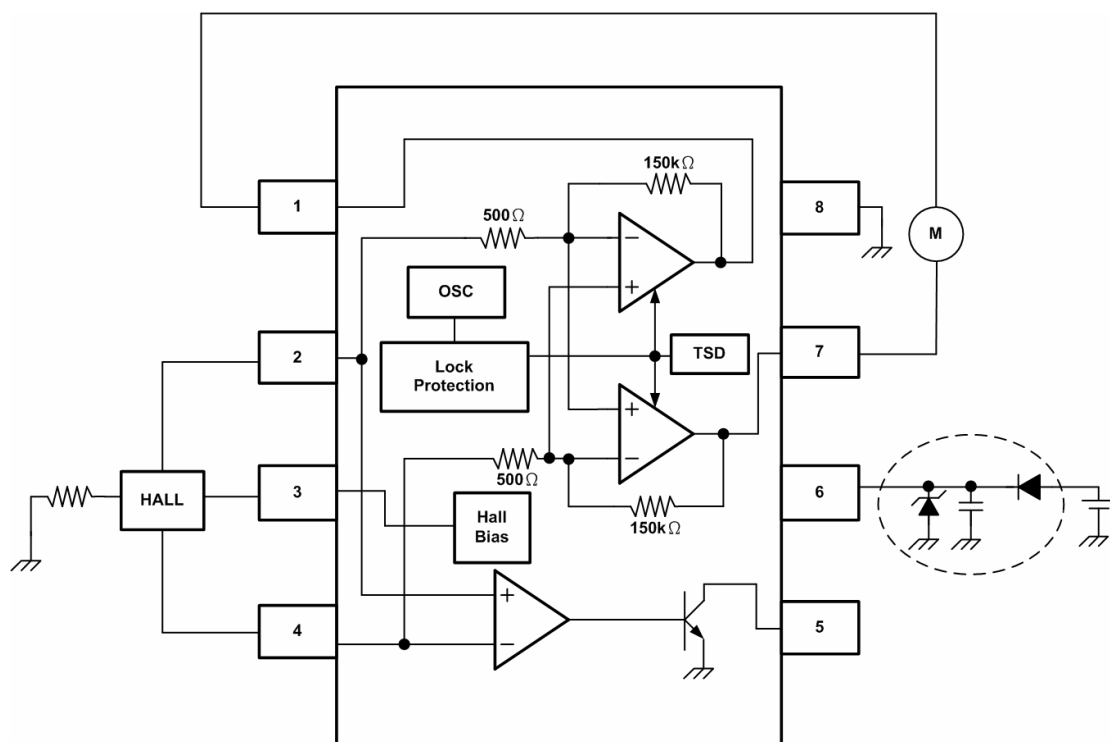 150kΩ
1
8
500Ω
−
M
+
OSC
2
TSD
7
Lock
Protection
+
−
500Ω
3
6
HALL
150kΩ
Hall
Bias
+
4
5
−